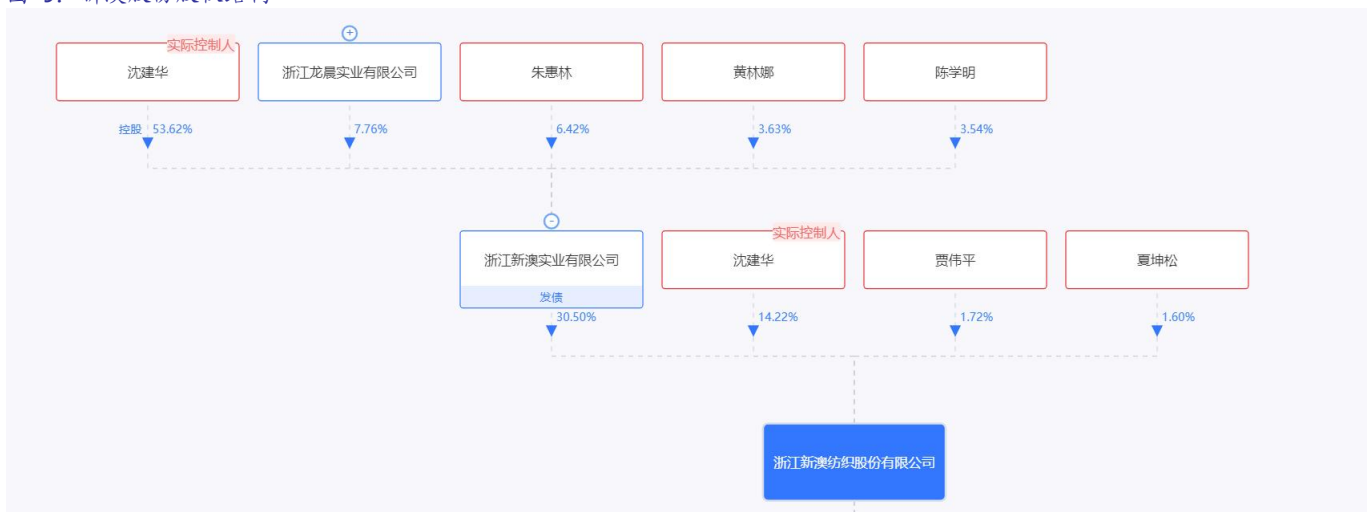 实际控制人
沈建华
浙江龙晨实业有限公司
朱惠林
黄林娜
陈学明
控股 53.62%
7.76%
6.42%
3.63%
3.54%
浙江新澳实业有限公司
发债
实际控制人
沈建华
贾伟平
夏坤松
30.50%
14.22%
1.72%
1.60%
浙江新澳纺织股份有限公司